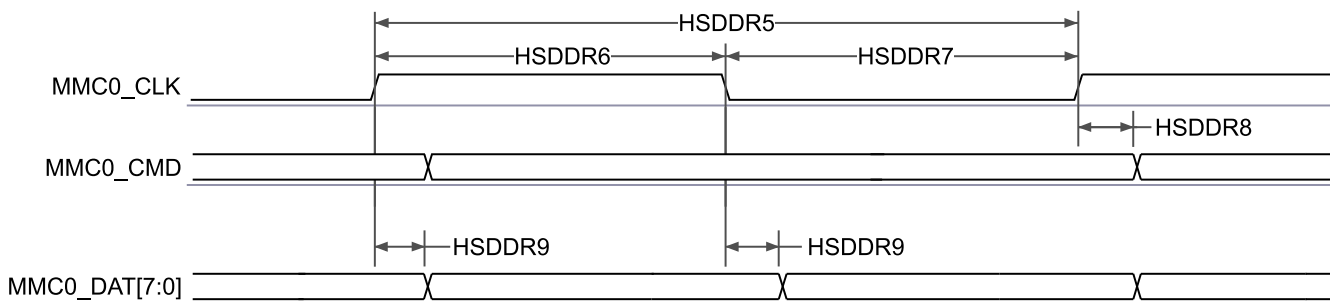 HSDDR5
HSDDR6 HSDDR7
MMC0_CLK
HSDDR8
MMC0_CMD
HSDDR9 HSDDR9
MMC0_DAT[7:0]